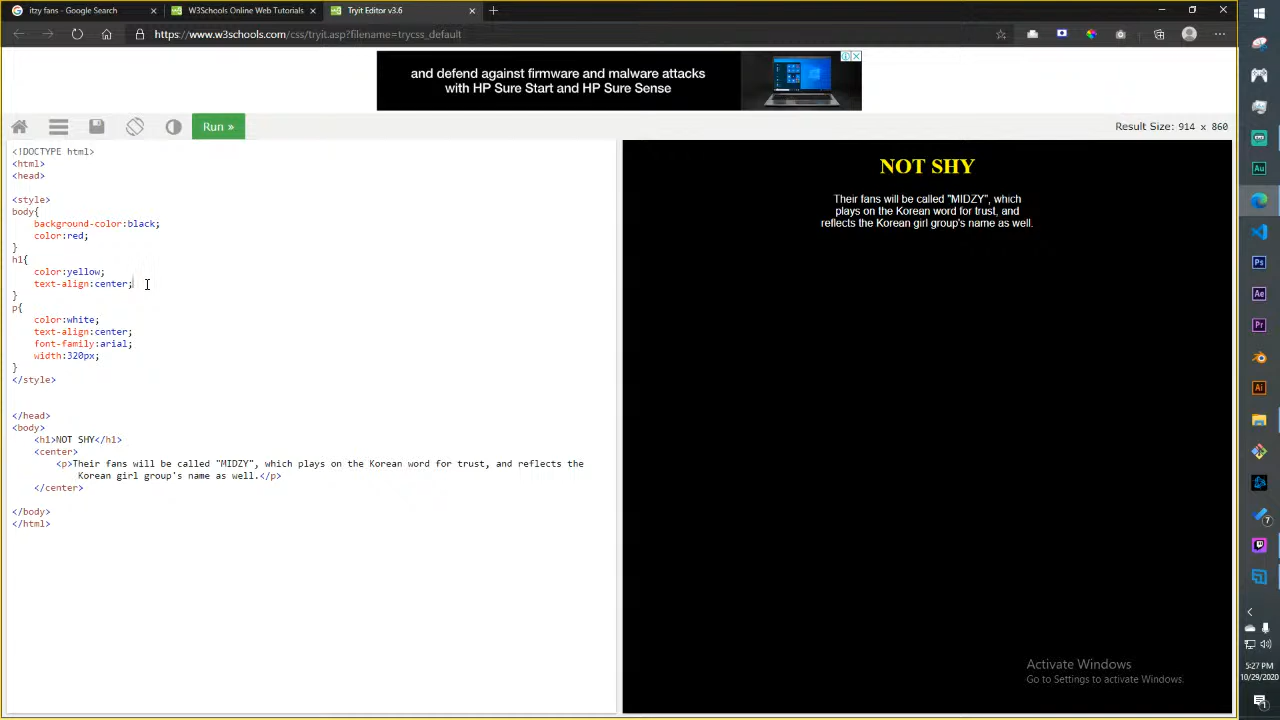 itzy fans - Google Search
W3Schools Online Web Tutorials
Tryit Editor v3.6
https://www.w3schools.com/css/tryit.asp?filename=trycss_default
and defend against firmware and malware attacks
with HP Sure Start and HP Sure Sense
Run »
Result Size: 914 x 860
<!DOCTYPE html>
<html>
<head>
<style>
body{
background-color:black;
color:red;
}
h1{
color:yellow;
text-align:center;
}
p{
color:white;
text-align:center;
font-family:arial;
width:320px;
}
</style>
</head>
<body>
<h1>NOT SHY</h1>
<center>
<p>Their fans will be called "MIDZY", which plays on the Korean word for trust, and reflects the
Korean girl group's name as well.</p>
</center>
</body>
</html>
NOT SHY
Their fans will be called "MIDZY", which
plays on the Korean word for trust, and
reflects the Korean girl group's name as well.
Activate Windows
Go to Settings to activate Windows.
Au
Ps
Ae
Pr
Ai
7
5:27 PM
10/29/2020